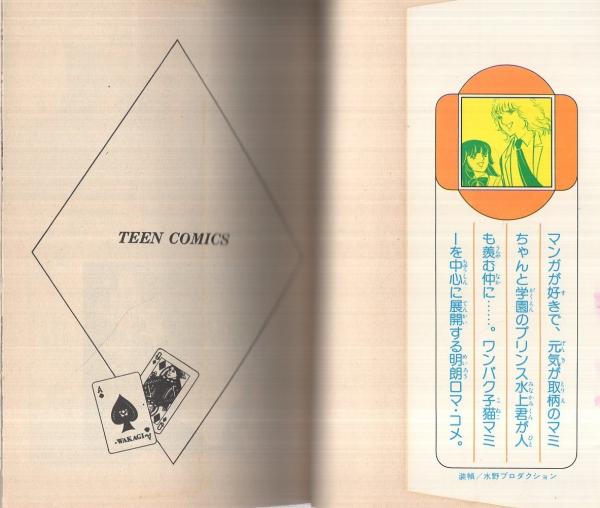 TEEN COMICS
A
WAKAGI
A
Q
マンガが好きで、元気が取柄のマミ
ちゃんと学園のプリンス水上君が人
も羨む仲に……。ワンパク子猫マミ
ーを中心に展開する明朗ロマ・コメ。
装幀/水野プロダクション